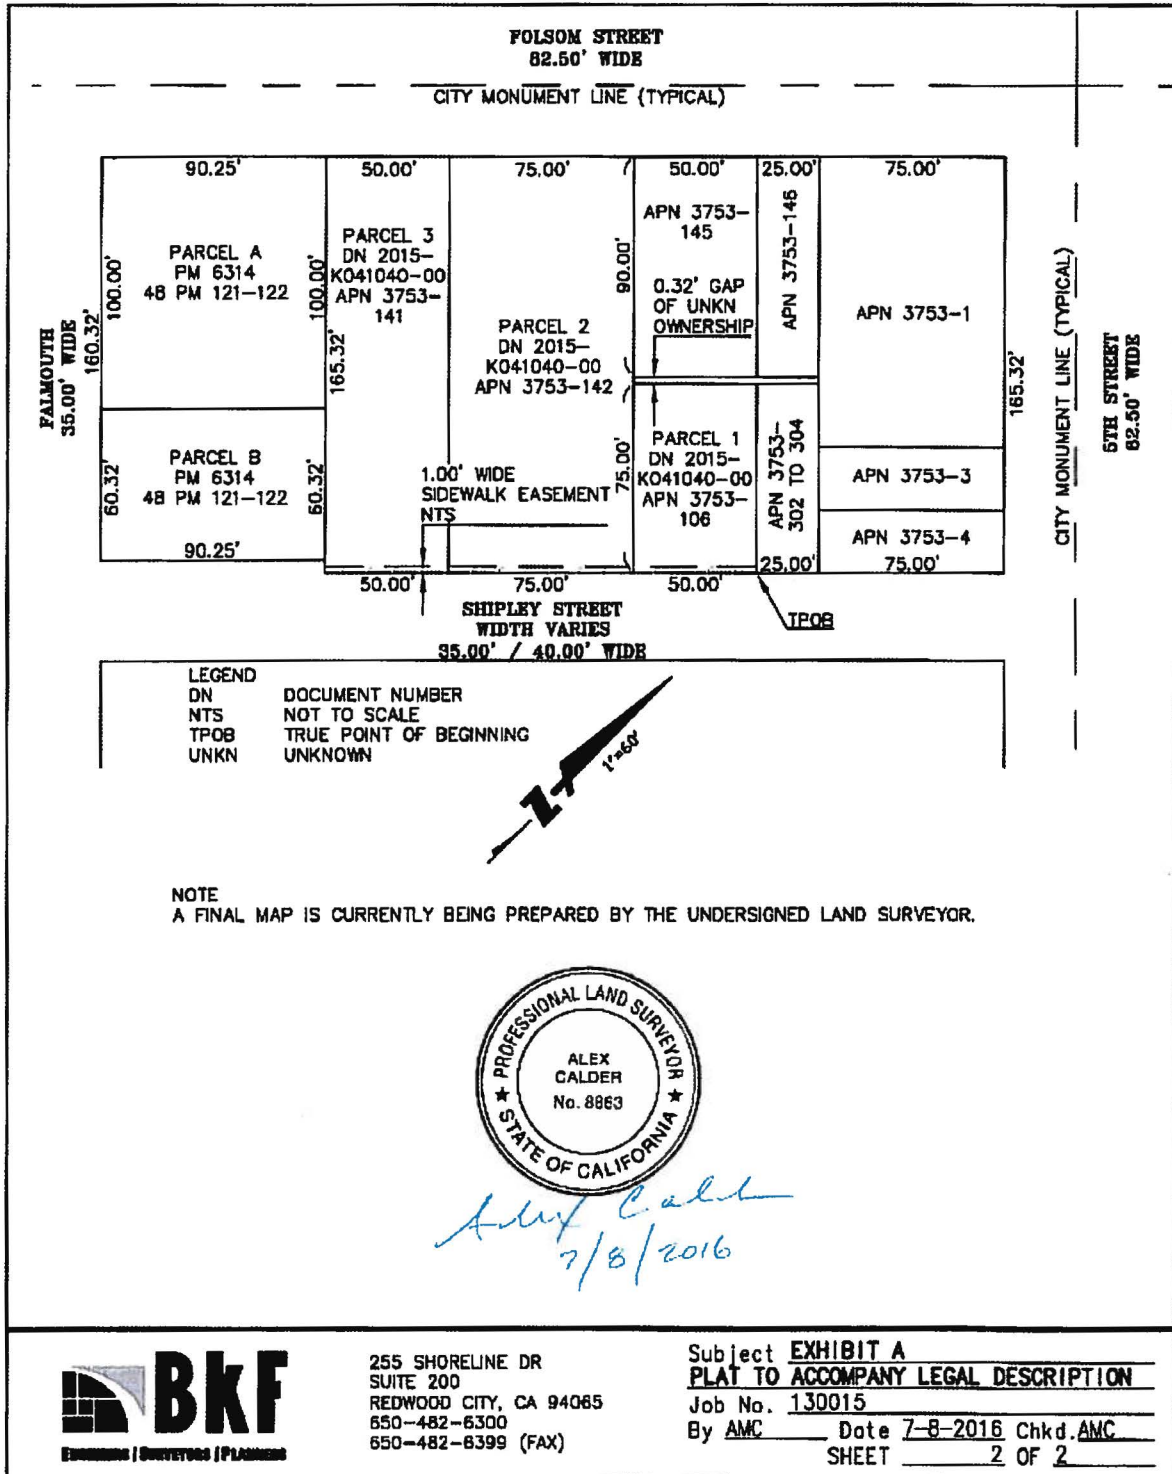 FOLSOM STREET
82.50' WIDE
CITY MONUMENT LINE (TYPICAL)
90.25'
50.00'
75.00'
50.00'
25.00'
75.00'
PARCEL A
PM 6314
48 PM 121-122
100.00'
100.00'
FALMOUTH
35.00' WIDE
160.32'
PARCEL B
PM 6314
48 PM 121-122
60.32'
60.32'
90.25'
PARCEL 3
DN 2015-
K041040-00
APN 3753-
141
165.32'
PARCEL 2
DN 2015-
K041040-00
APN 3753-142
90.00'
75.00'
APN 3753-
145
0.32' GAP
OF UNKN
OWNERSHIP
APN 3753-146
PARCEL 1
DN 2015-
K041040-00
APN 3753-
106
APN 3753-
302 TO 304
APN 3753-1
APN 3753-3
APN 3753-4
165.32'
CITY MONUMENT LINE (TYPICAL)
5TH STREET
82.50' WIDE
1.00' WIDE
SIDEWALK EASEMENT
NTS
50.00'
75.00'
50.00'
25.00'
75.00'
TPOB
SHIPLEY STREET
WIDTH VARIES
35.00' / 40.00' WIDE
LEGEND
DN DOCUMENT NUMBER
NTS NOT TO SCALE
TPOB TRUE POINT OF BEGINNING
UNKN UNKNOWN
N
1"=60'
NOTE
A FINAL MAP IS CURRENTLY BEING PREPARED BY THE UNDERSIGNED LAND SURVEYOR.
PROFESSIONAL LAND SURVEYOR
ALEX
CALDER
No. 8863
STATE OF CALIFORNIA
Alex Calder
7/8/2016
BKF
ENGINEERS | SURVEYORS | PLANNERS
255 SHORELINE DR
SUITE 200
REDWOOD CITY, CA 94065
650-482-6300
650-482-6399 (FAX)
Subject EXHIBIT A
PLAT TO ACCOMPANY LEGAL DESCRIPTION
Job No. 130015
By AMC Date 7-8-2016 Chkd. AMC
SHEET 2 OF 2